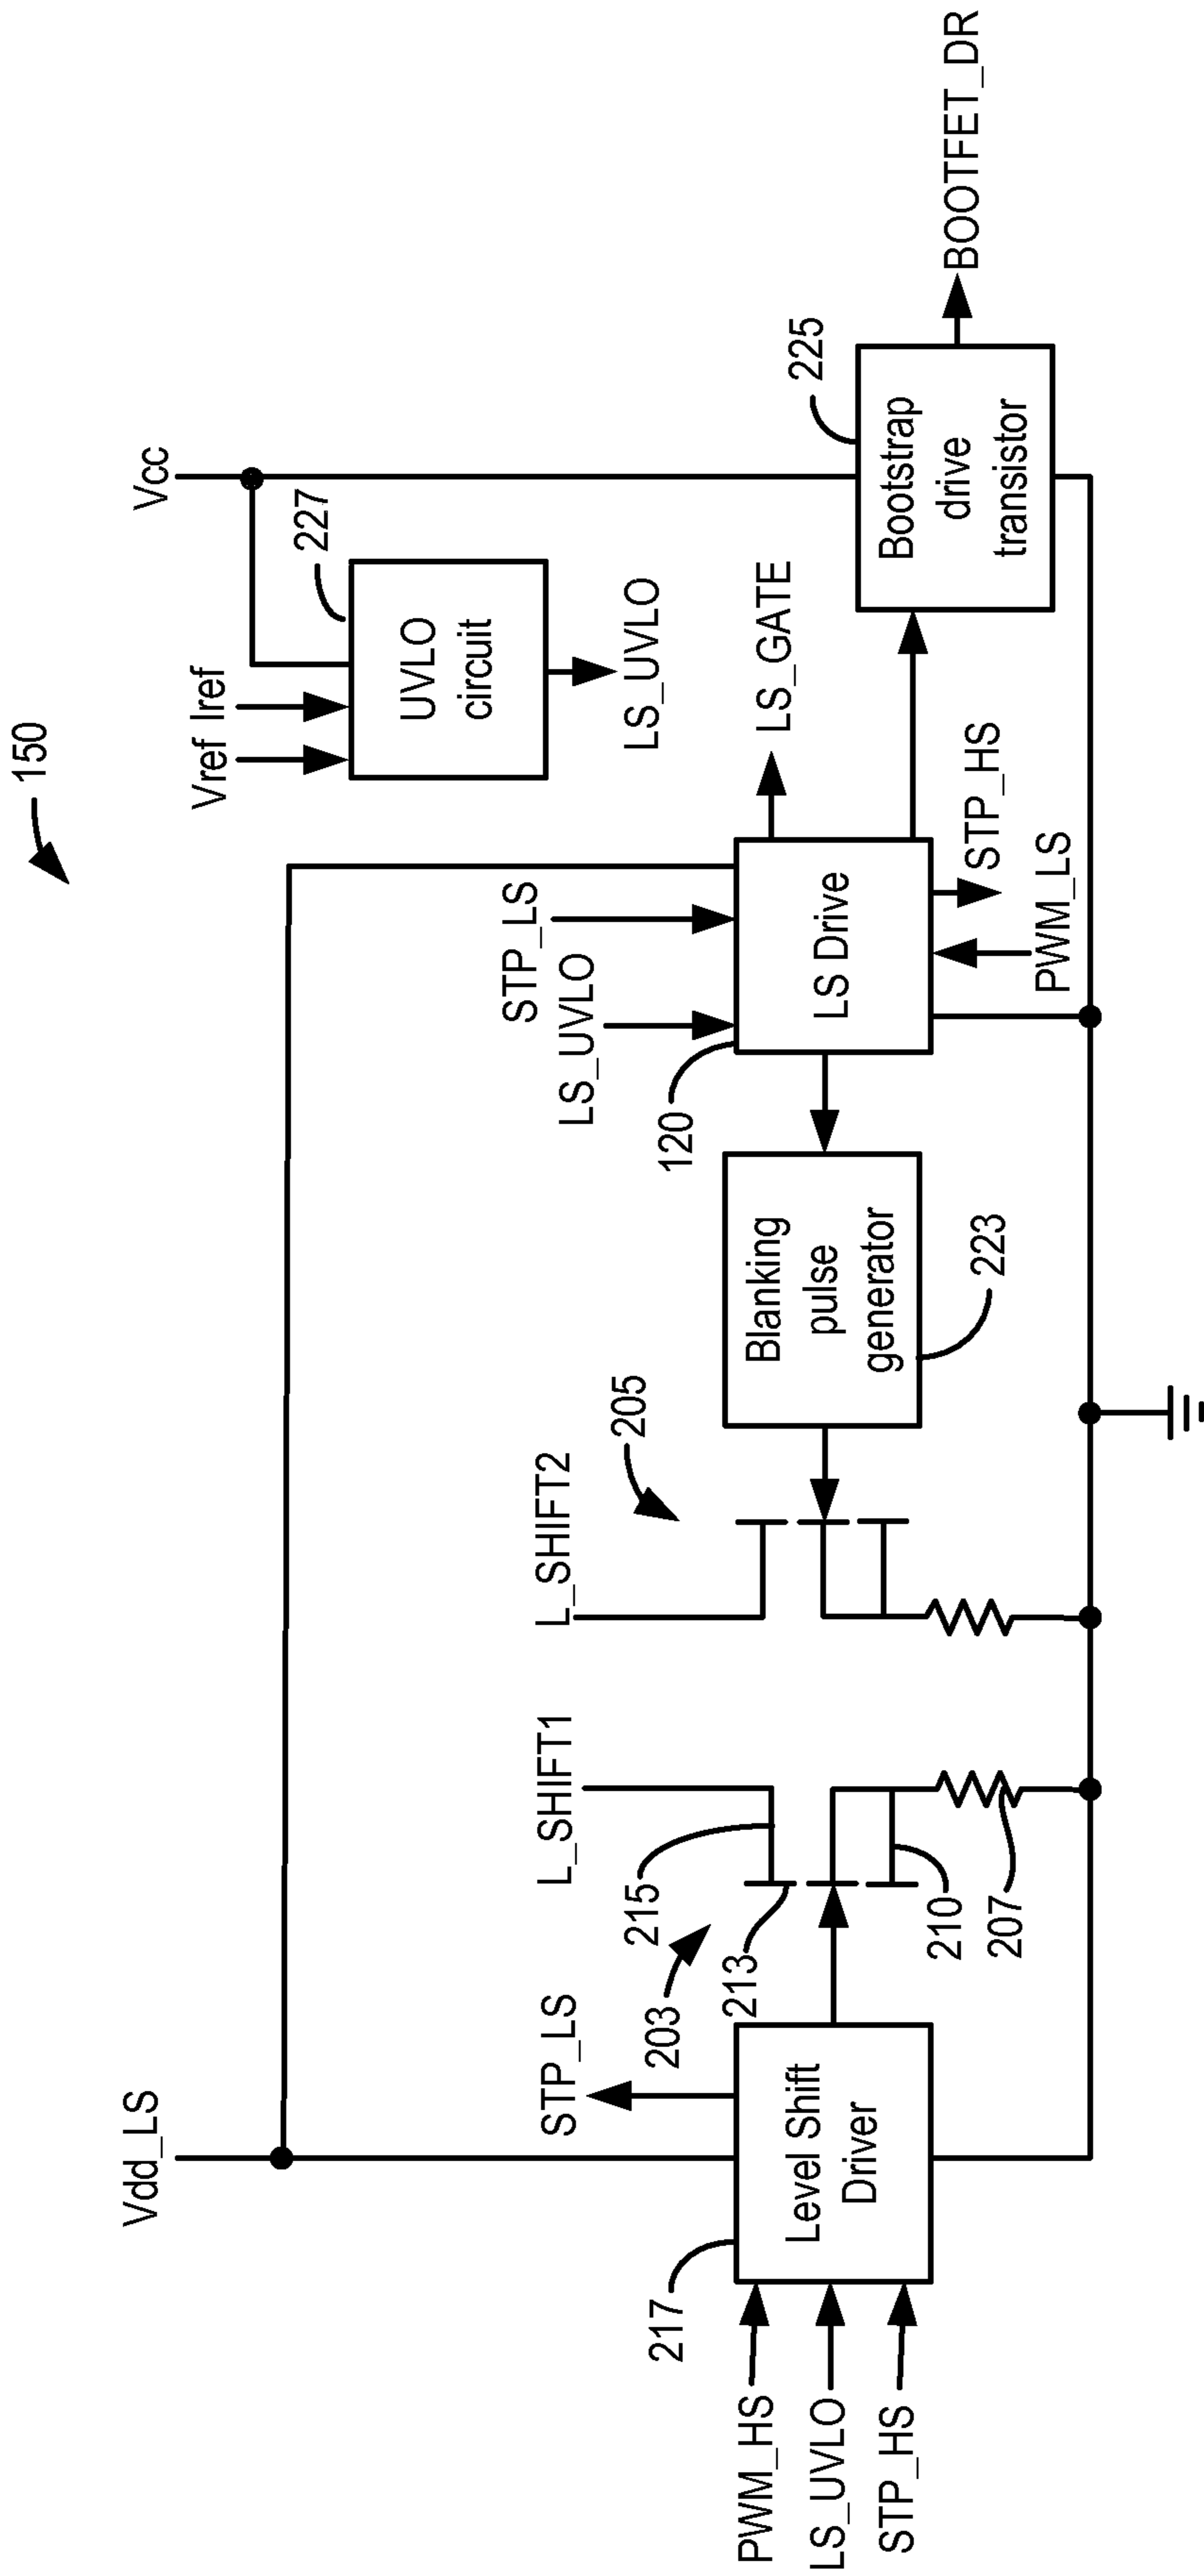 150
Vdd_LS
Vcc
Vref
Iref
227
UVLO
circuit
LS_UVLO
STP_LS
LS_UVLO
STP_LS
L_SHIFT1
L_SHIFT2
205
203
213
215
217
Level Shift
Driver
PWM_HS
LS_UVLO
STP_HS
210
207
Blanking
pulse
generator
223
120
LS Drive
LS_GATE
STP_HS
PWM_LS
225
Bootstrap
drive
transistor
BOOTFET_DR